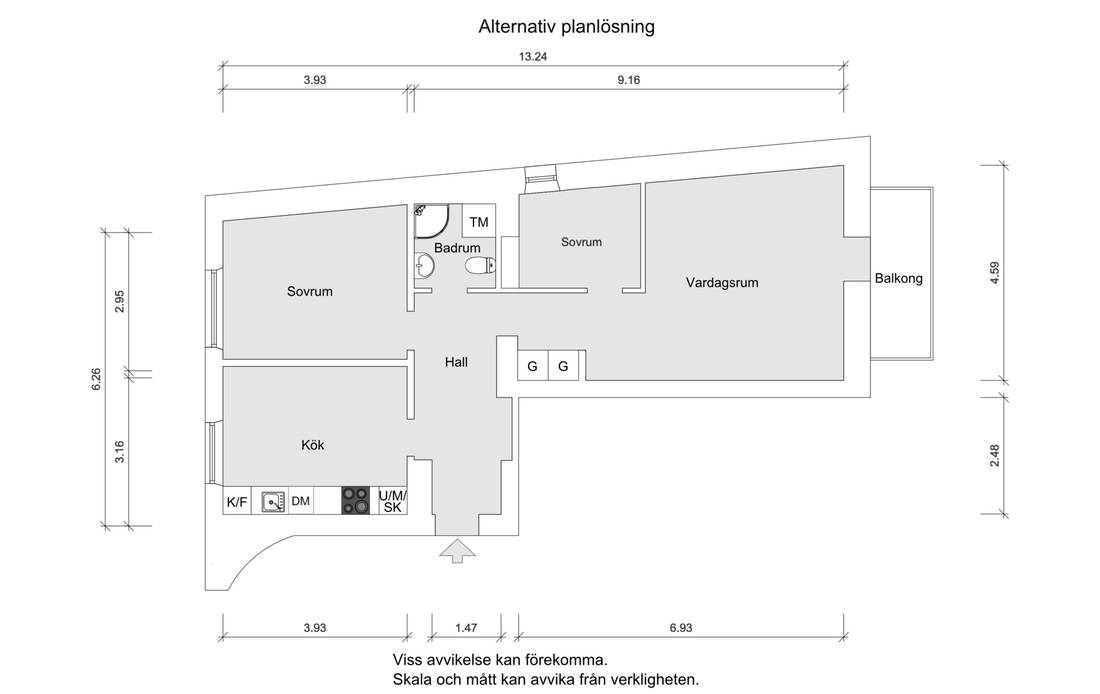 Alternativ planlösning
13.24
3.93
9.16
TM
Badrum
Sovrum
Sovrum
Vardagsrum
Balkong
2.95
4.59
6.26
Hall
G
G
Kök
3.16
2.48
K/F
DM
U/M/
SK
3.93
1.47
6.93
Viss avvikelse kan förekomma.
Skala och mått kan avvika från verkligheten.